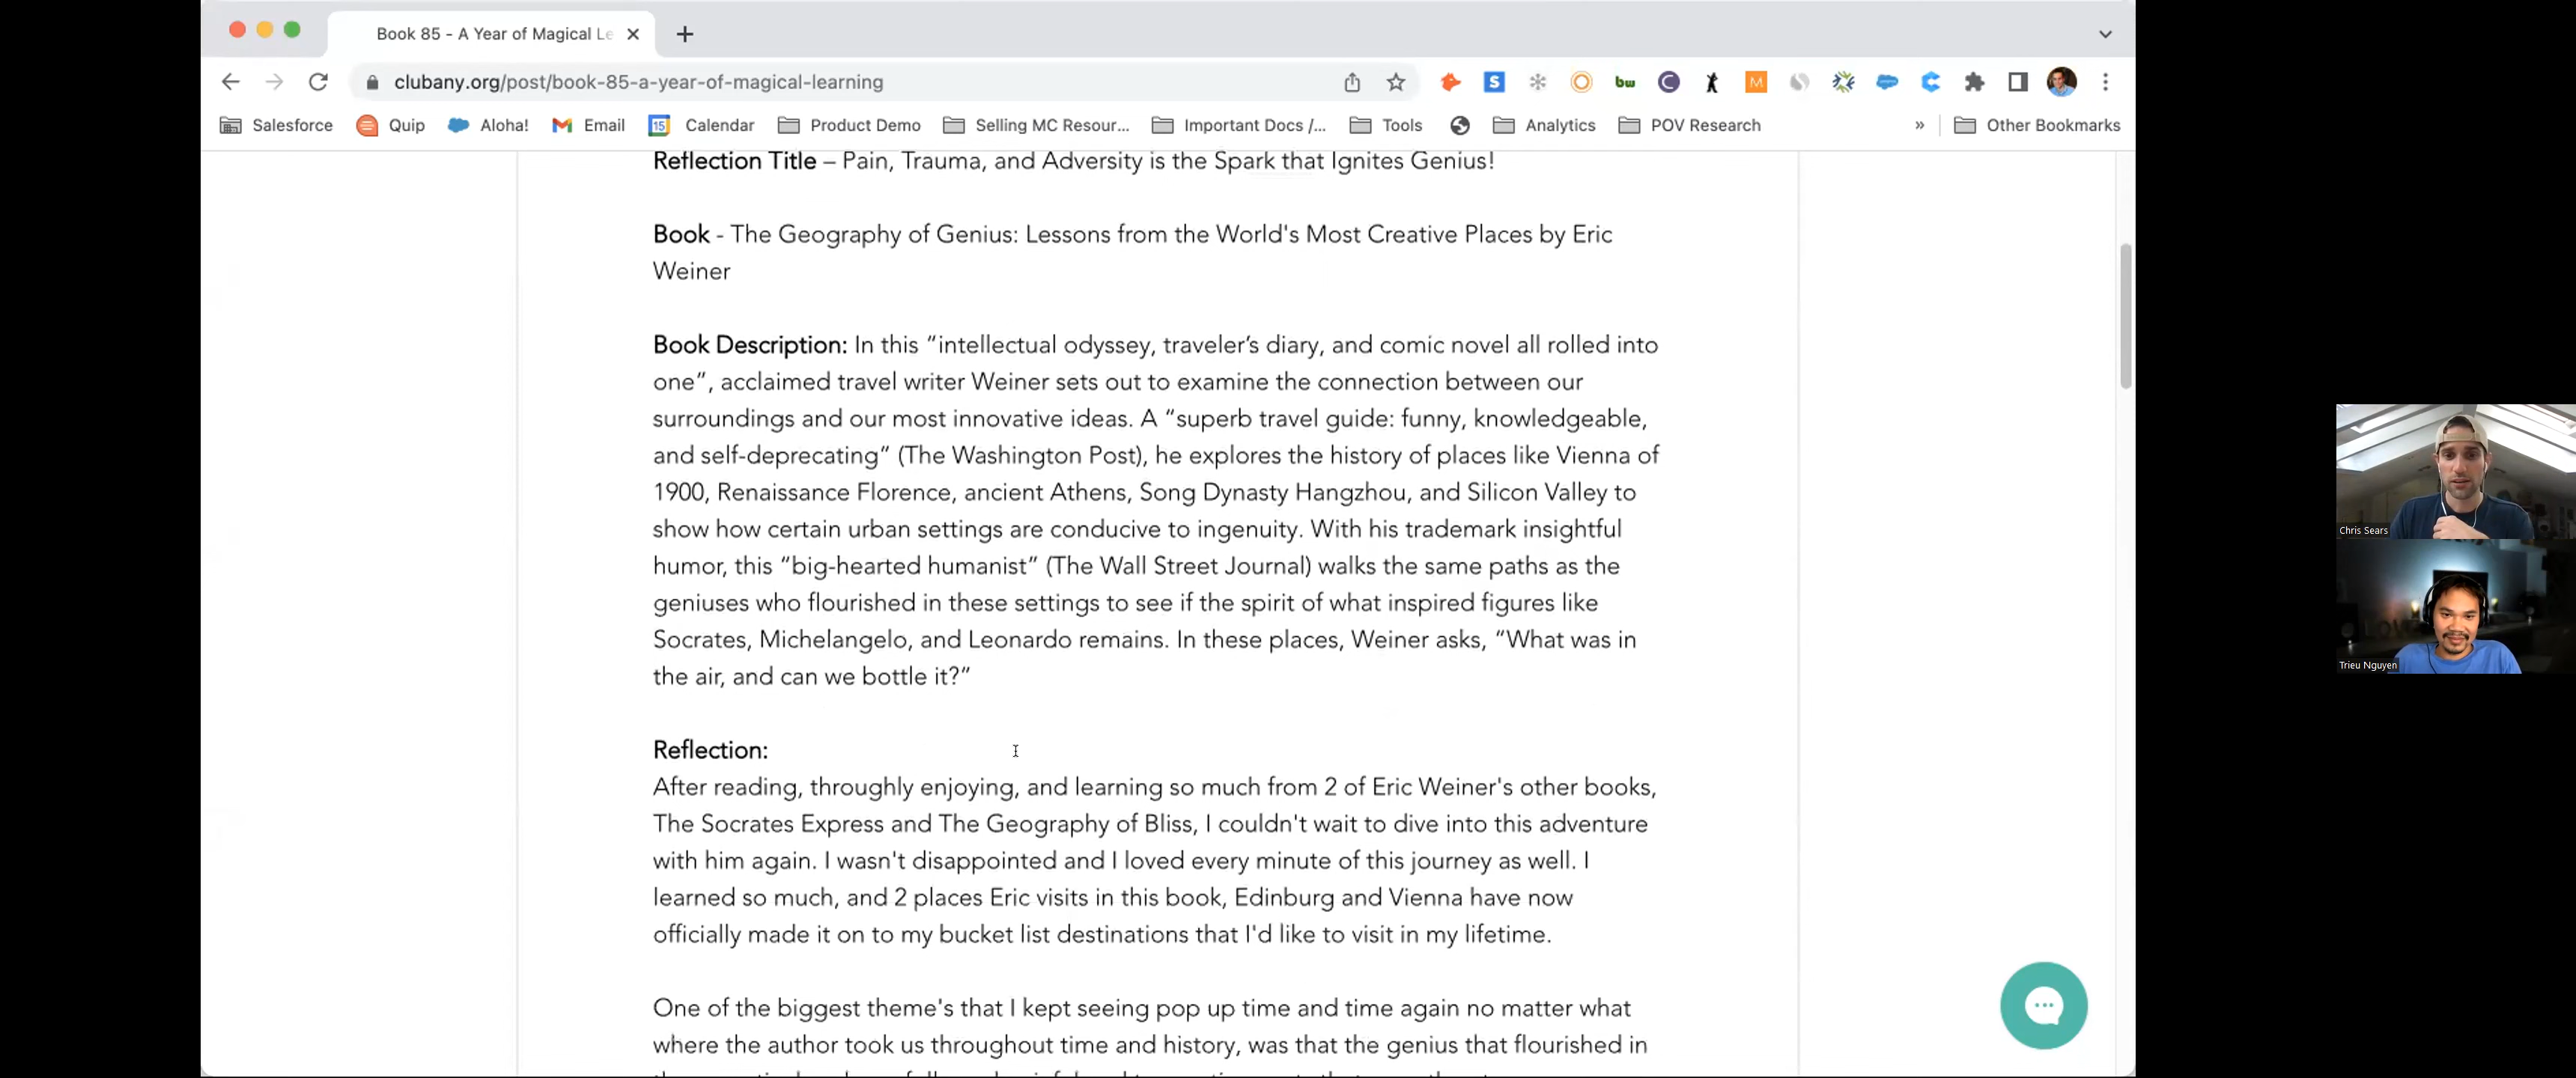 Book 85 - A Year of Magical Le
clubany.org/post/book-85-a-year-of-magical-learning
S bw C M
Salesforce Quip Aloha! Email 15 Calendar Product Demo Selling MC Resour... Important Docs /... Tools Analytics POV Research » Other Bookmarks
Reflection Title – Pain, Trauma, and Adversity is the Spark that Ignites Genius!
Book - The Geography of Genius: Lessons from the World's Most Creative Places by Eric
Weiner
Book Description: In this “intellectual odyssey, traveler’s diary, and comic novel all rolled into
one”, acclaimed travel writer Weiner sets out to examine the connection between our
surroundings and our most innovative ideas. A “superb travel guide: funny, knowledgeable,
and self-deprecating” (The Washington Post), he explores the history of places like Vienna of
1900, Renaissance Florence, ancient Athens, Song Dynasty Hangzhou, and Silicon Valley to
show how certain urban settings are conducive to ingenuity. With his trademark insightful
humor, this “big-hearted humanist” (The Wall Street Journal) walks the same paths as the
geniuses who flourished in these settings to see if the spirit of what inspired figures like
Socrates, Michelangelo, and Leonardo remains. In these places, Weiner asks, “What was in
the air, and can we bottle it?”
Reflection:
After reading, throughly enjoying, and learning so much from 2 of Eric Weiner's other books,
The Socrates Express and The Geography of Bliss, I couldn't wait to dive into this adventure
with him again. I wasn't disappointed and I loved every minute of this journey as well. I
learned so much, and 2 places Eric visits in this book, Edinburg and Vienna have now
officially made it on to my bucket list destinations that I'd like to visit in my lifetime.
One of the biggest theme's that I kept seeing pop up time and time again no matter what
where the author took us throughout time and history, was that the genius that flourished in
Chris Sears
Trieu Nguyen